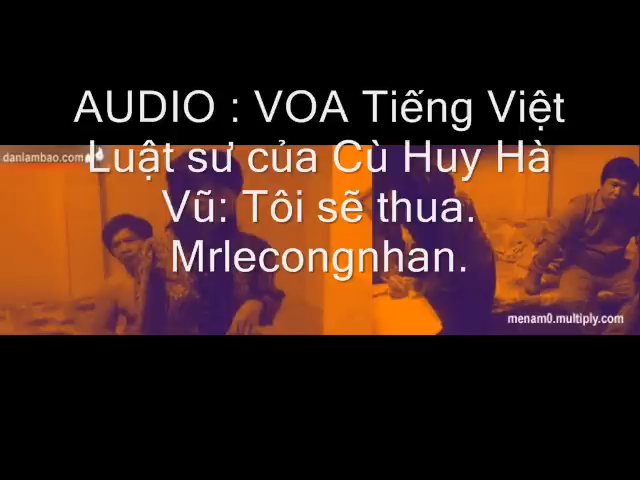 AUDIO : VOA Tiếng Việt
danlambao.com
Luật sư của Cù Huy Hà
Vũ: Tôi sẽ thua.
Mrlecongnhan.
menam0.multiply.com